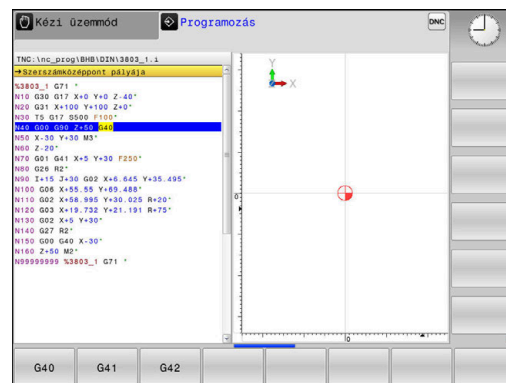 Kézi üzemmód
Programozás
DNC
TNC:\nc_prog\BHB\DIN\3803_1.i
→Szerszámközéppont pályája
%3803_1 G71 *
N10 G30 G17 X+0 Y+0 Z-40*
N20 G31 X+100 Y+100 Z+0*
N30 T5 G17 S500 F100*
N40 G00 G90 Z+50 G40
N50 X-30 Y+30 M3*
N60 Z-20*
N70 G01 G41 X+5 Y+30 F250*
N80 G26 R2*
N90 I+15 J+30 G02 X+6.645 Y+35.495*
N100 G06 X+55.55 Y+69.488*
N110 G02 X+58.995 Y+30.025 R+20*
N120 G03 X+19.732 Y+21.191 R+75*
N130 G02 X+5 Y+30*
N140 G27 R2*
N150 G00 G40 X-30*
N160 Z+50 M2*
N99999999 %3803_1 G71 *
Y
X
0
0
G40 G41 G42